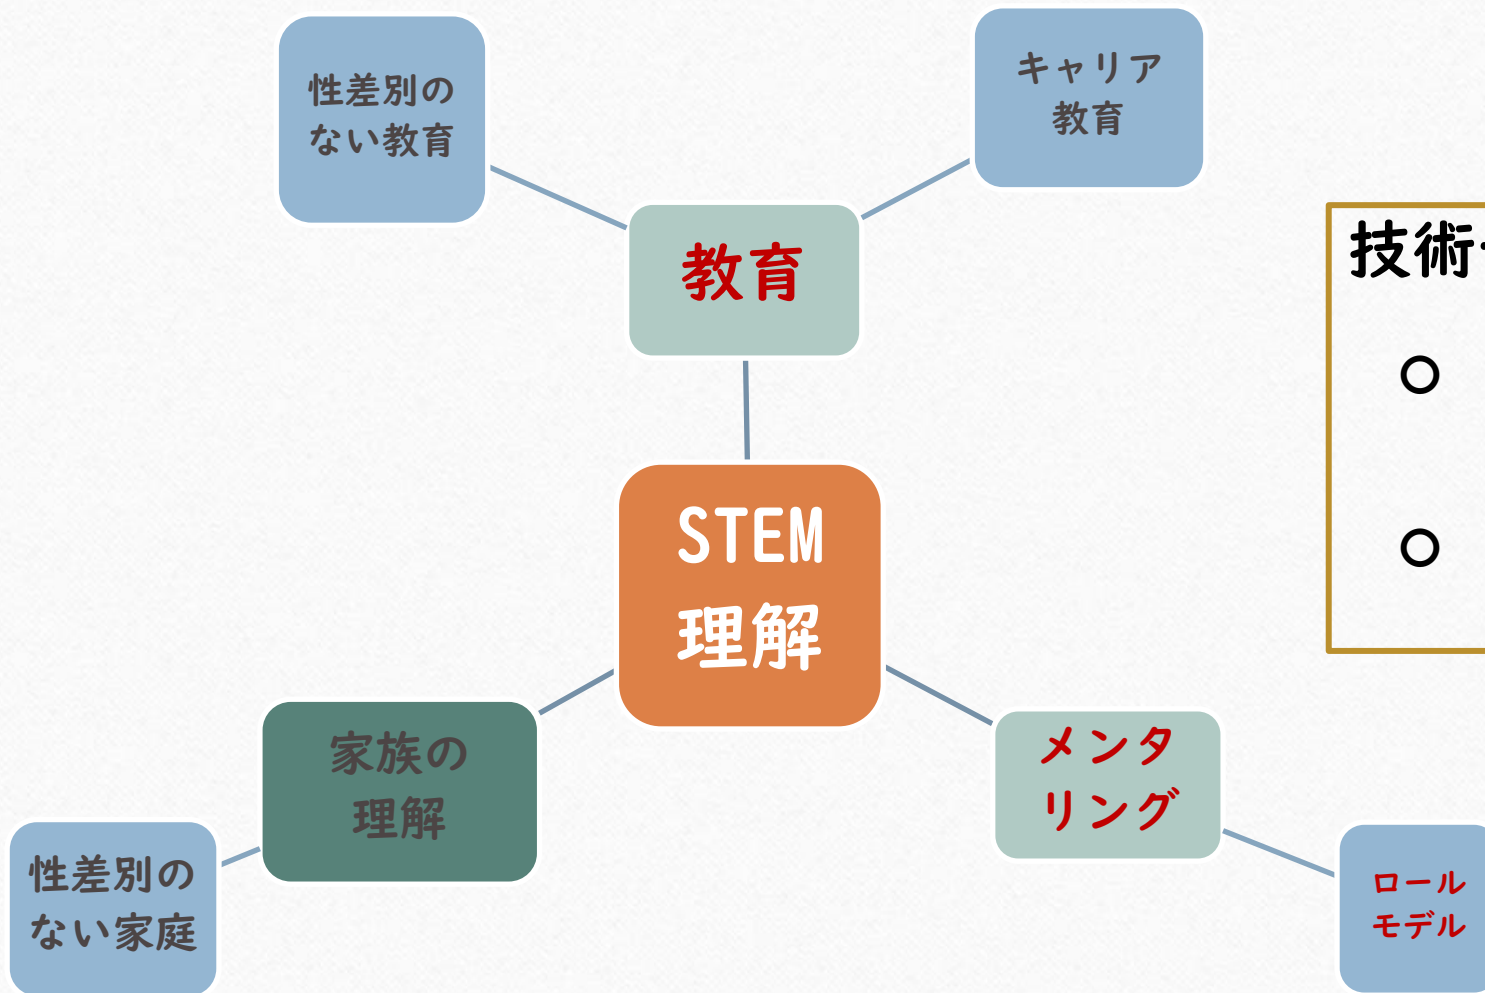 性差別の
ない教育
キャリア
教育
教育
技術
STEM
理解
家族の
理解
メンタ
リング
性差別の
ない家庭
ロール
モデル